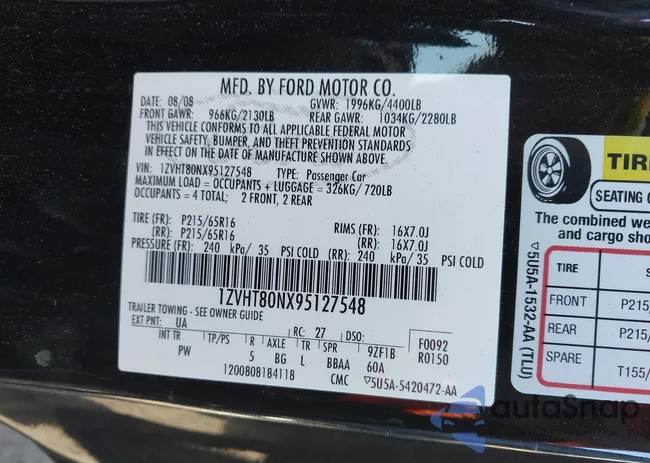 MFD. BY FORD MOTOR CO.
DATE: 08/08 GVWR: 1996KG/4400LB
FRONT GAWR: 966KG/2130LB REAR GAWR: 1034KG/2280LB
THIS VEHICLE CONFORMS TO ALL APPLICABLE FEDERAL MOTOR
VEHICLE SAFETY, BUMPER, AND THEFT PREVENTION STANDARDS
IN EFFECT ON THE DATE OF MANUFACTURE SHOWN ABOVE.
VIN: 1ZVHT80NX95127548 TYPE: Passenger Car
MAXIMUM LOAD = OCCUPANTS + LUGGAGE = 326KG/720LB
OCCUPANTS = 4 TOTAL; 2 FRONT, 2 REAR
TIRE (FR): P215/65R16 RIMS (FR): 16X7.0J
(RR): P215/65R16 (RR): 16X7.0J
PRESSURE (FR): 240 kPa/ 35 PSI COLD (RR): 240 kPa/ 35 PSI COLD
1ZVHT80NX95127548
TRAILER TOWING - SEE OWNER GUIDE
EXT PNT: UA RC: 27 DSO: F0092
INT TR TP/PS R AXLE TR SPR 9ZF1B R0150
PW 5 BG L BBAA 60A
1200808184118 CMC ▽5U5A-5420472-AA
TIRE
SEATING
The combined we
and cargo sho
TIRE
FRONT P215/
REAR P215/
SPARE T155/
▽5U5A-1532-AA (TLU)
autoSnap